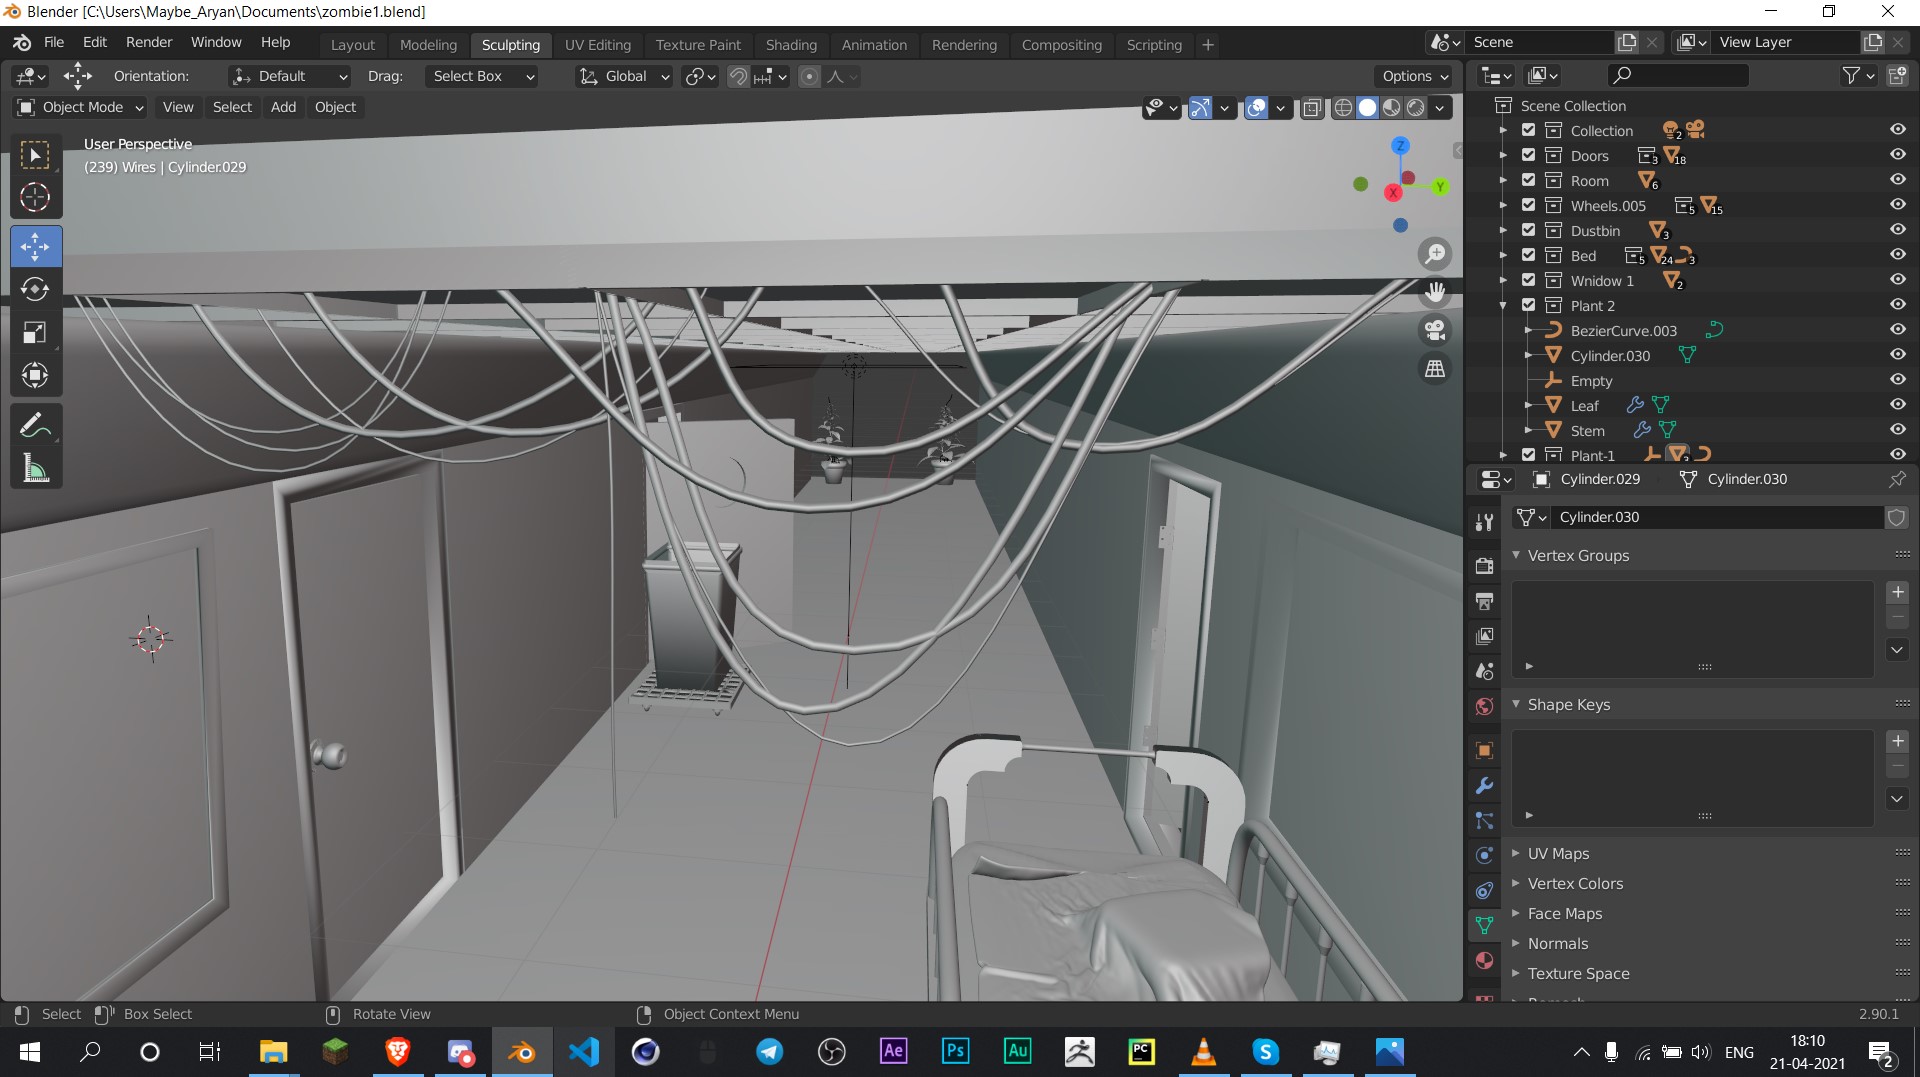 Blender [C:\Users\Maybe_Aryan\Documents\zombie1.blend]
File Edit Render Window Help
Layout Modeling Sculpting UV Editing Texture Paint Shading Animation Rendering Compositing Scripting +
Scene
View Layer
Orientation: Default Drag: Select Box Global Options
Object Mode View Select Add Object
User Perspective
(239) Wires | Cylinder.029
Z
Y
X
Scene Collection
Collection 2
Doors 3 18
Room 6
Wheels.005 5 15
Dustbin 3
Bed 5 24 3
Wnidow 1 2
Plant 2
BezierCurve.003
Cylinder.030
Empty
Leaf
Stem
Plant-1 3
Cylinder.029 Cylinder.030
Cylinder.030
Vertex Groups
Shape Keys
UV Maps
Vertex Colors
Face Maps
Normals
Texture Space
Select Box Select Rotate View Object Context Menu 2.90.1
Ae Ps Au PC S
ENG
18:10
21-04-2021
2